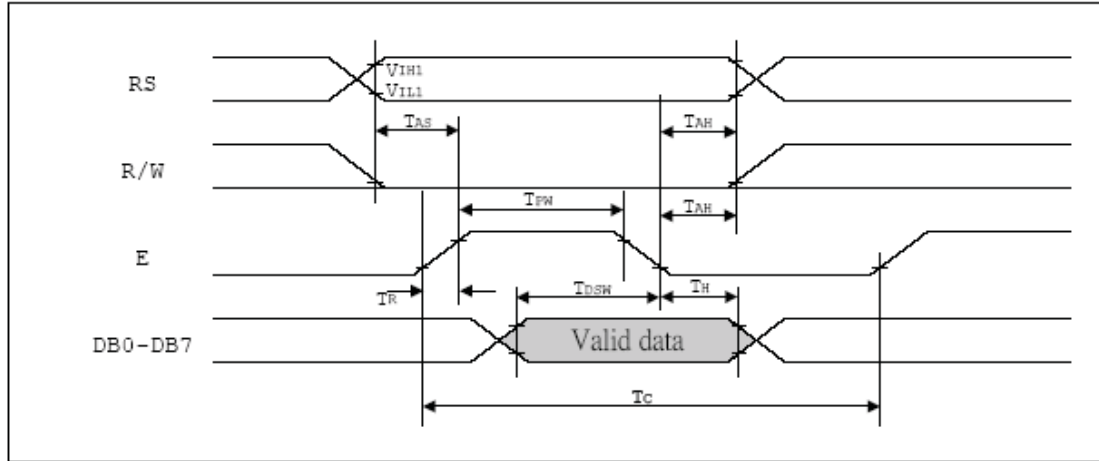 RS
VIH1
VIL1
TAS
TAH
R/W
TPW
TAH
E
TR
TDSW
TH
DB0-DB7
Valid data
TC